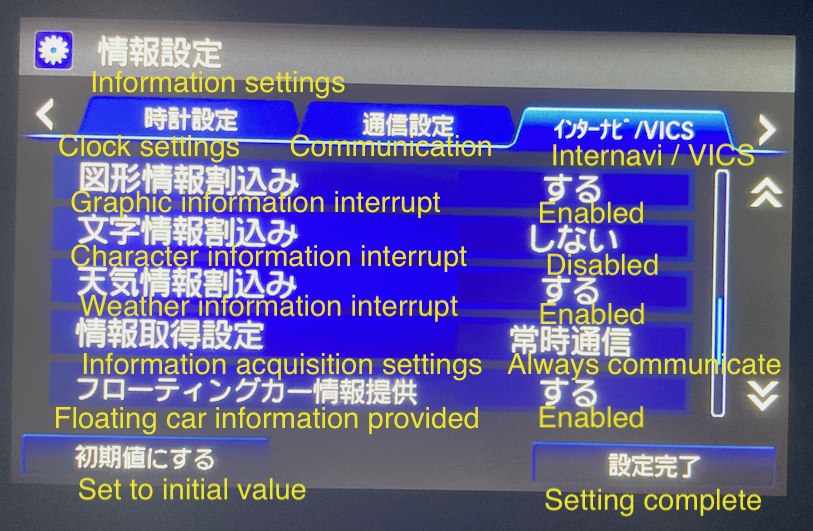 情報設定
Information settings
時計設定 通信設定 インターナビ/VICS
Clock settings Communication Internavi / VICS
図形情報割込み する
Graphic information interrupt Enabled
文字情報割込み しない
Character information interrupt Disabled
天気情報割込み する
Weather information interrupt Enabled
情報取得設定 常時通信
Information acquisition settings Always communicate
フローティングカー情報提供 する
Floating car information provided Enabled
初期値にする 設定完了
Set to initial value Setting complete